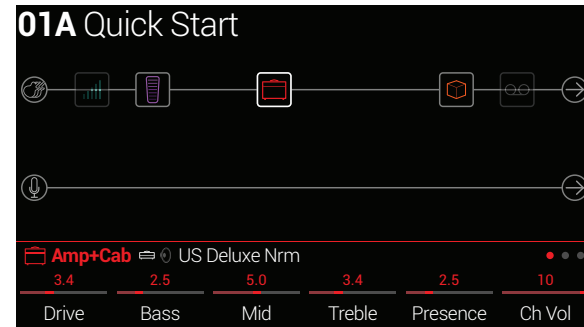 01A Quick Start
Amp+Cab US Deluxe Nrm
3.4 2.5 5.0 3.4 2.5 10
Drive Bass Mid Treble Presence Ch Vol